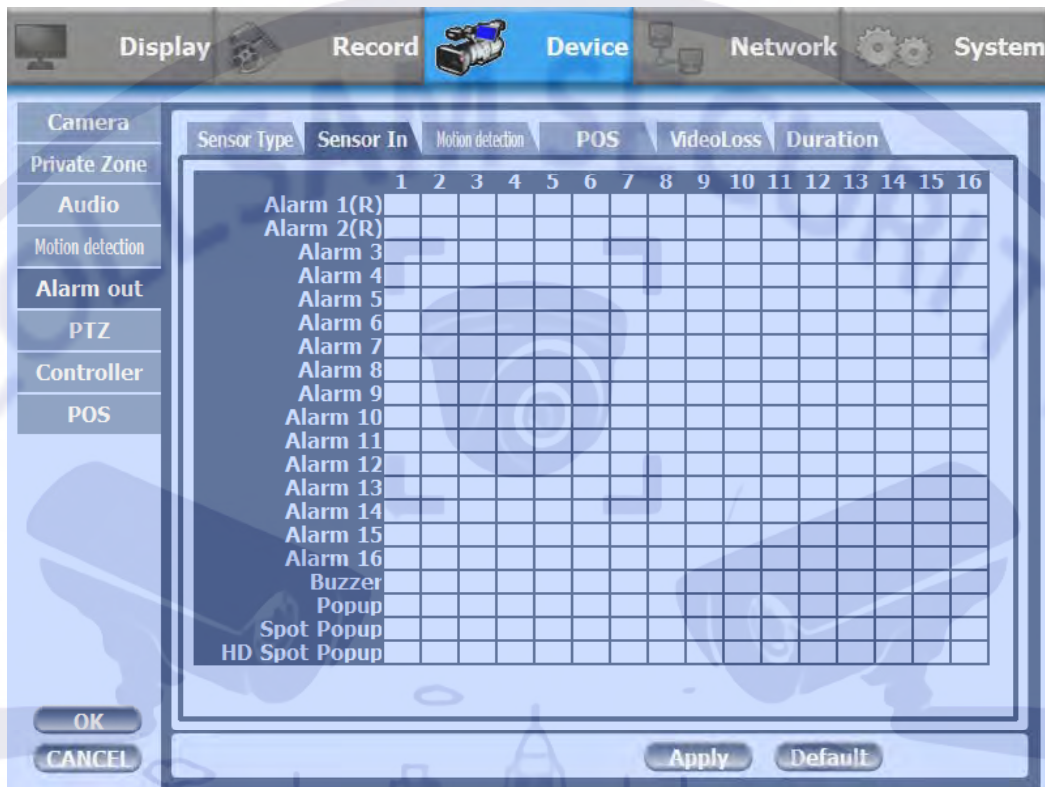 Display Record Device Network System
Camera
Private Zone
Audio
Motion detection
Alarm out
PTZ
Controller
POS
OK
CANCEL
Sensor Type Sensor In Motion detection POS VideoLoss Duration
1 2 3 4 5 6 7 8 9 10 11 12 13 14 15 16
Alarm 1(R)
Alarm 2(R)
Alarm 3
Alarm 4
Alarm 5
Alarm 6
Alarm 7
Alarm 8
Alarm 9
Alarm 10
Alarm 11
Alarm 12
Alarm 13
Alarm 14
Alarm 15
Alarm 16
Buzzer
Popup
Spot Popup
HD Spot Popup
Apply Default